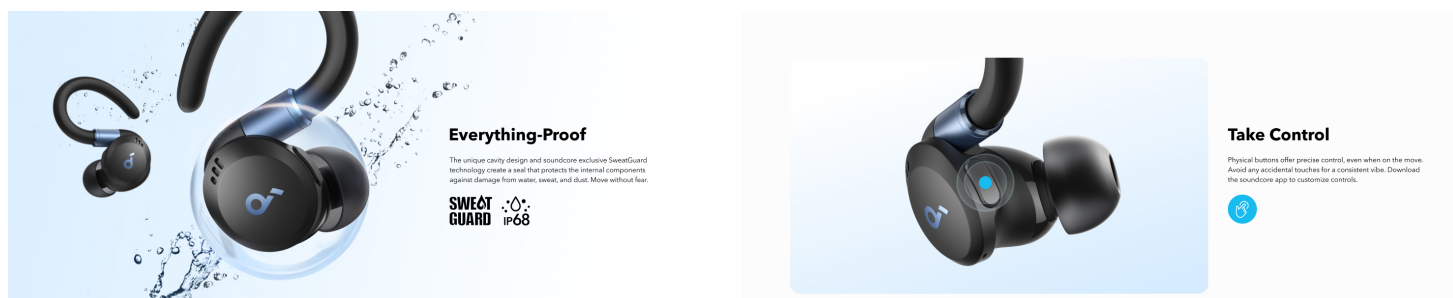 Everything-Proof
The unique cavity design and soundcore exclusive SweatGuard
technology create a seal that protects the internal components
against damage from water, sweat, and dust. Move without fear.
SWEAT
GUARD
IP68
Take Control
Physical buttons offer precise control, even when on the move.
Avoid any accidental touches for a consistent vibe. Download
the soundcore app to customize controls.